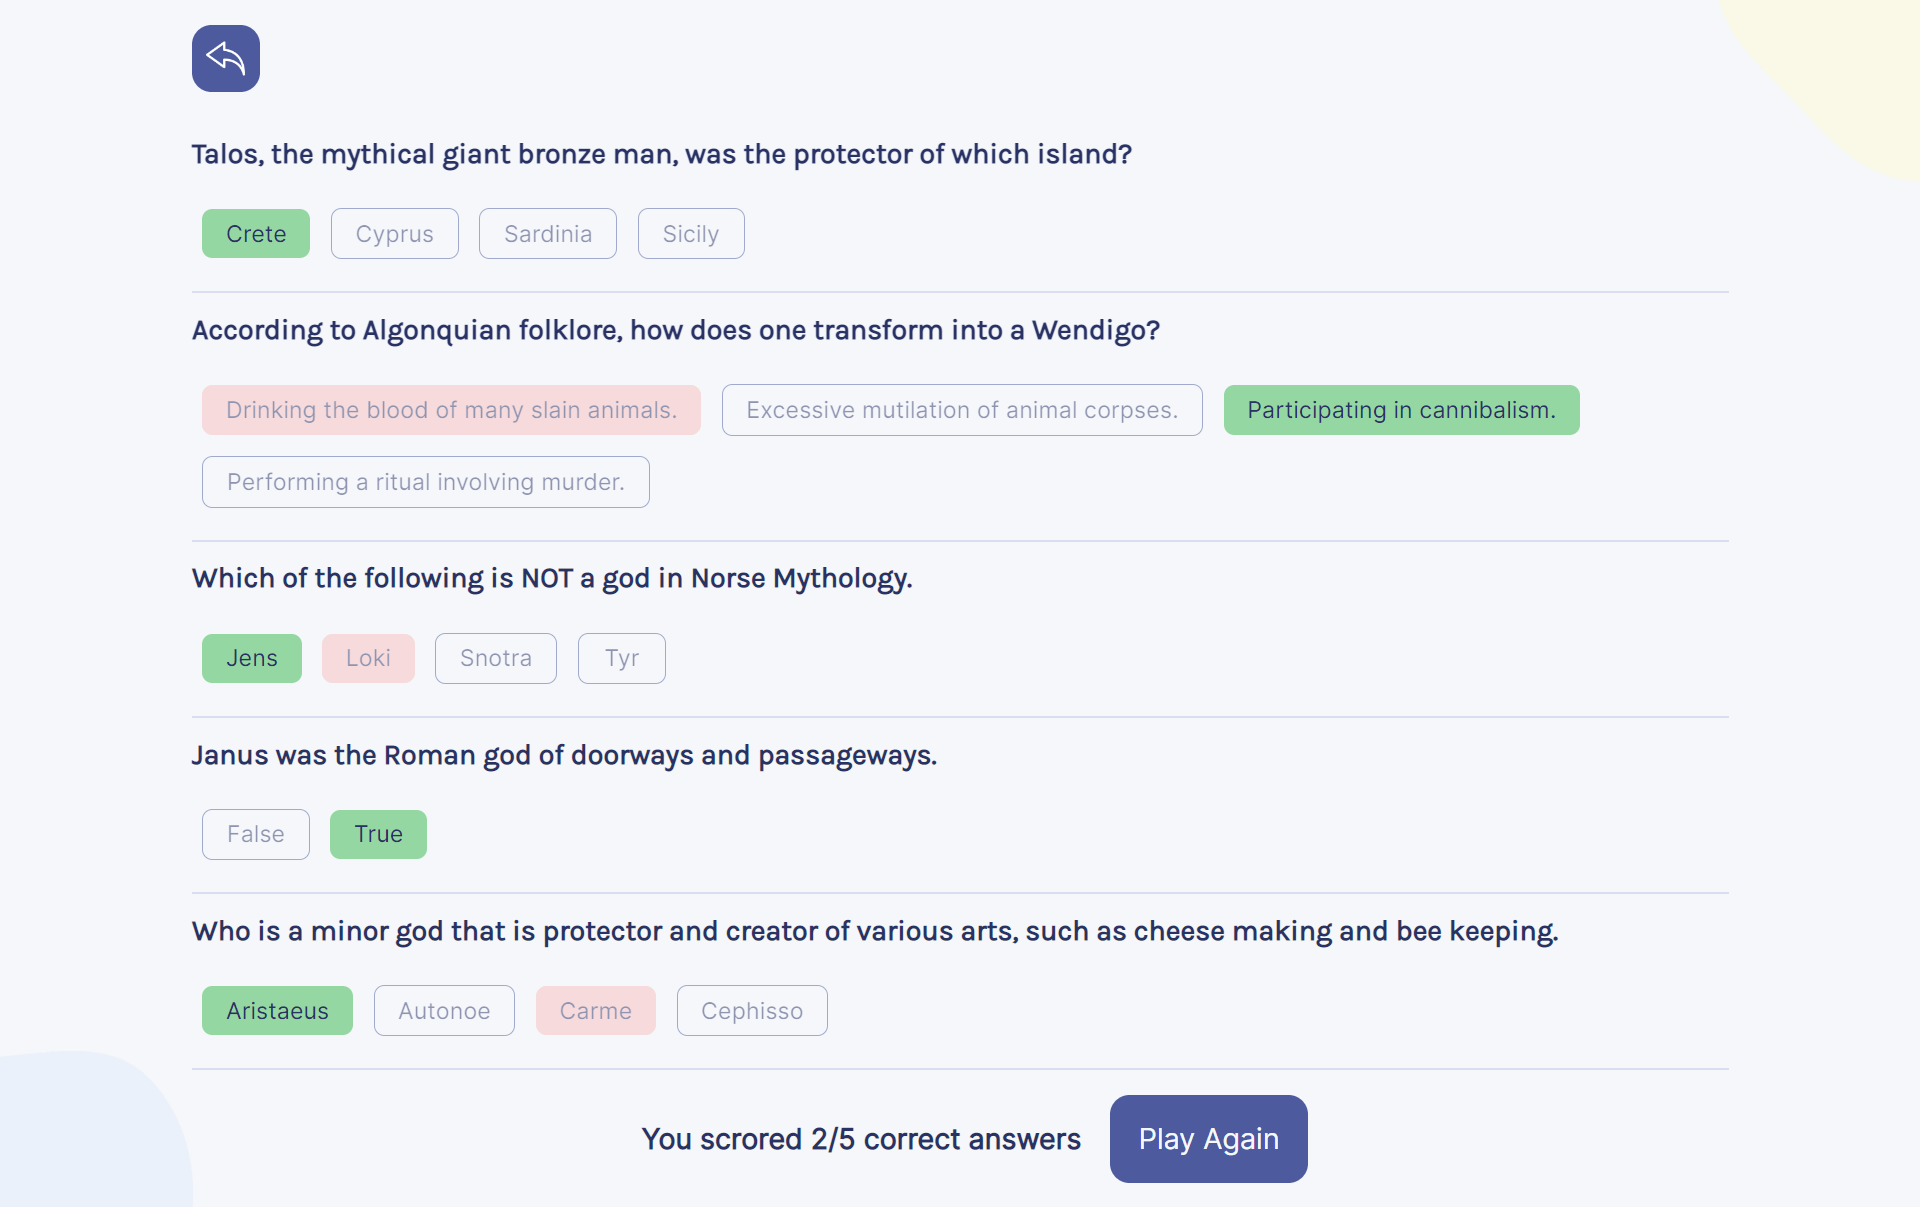 Talos, the mythical giant bronze man, was the protector of which island?
Crete Cyprus Sardinia Sicily
According to Algonquian folklore, how does one transform into a Wendigo?
Drinking the blood of many slain animals. Excessive mutilation of animal corpses. Participating in cannibalism.
Performing a ritual involving murder.
Which of the following is NOT a god in Norse Mythology.
Jens Loki Snotra Tyr
Janus was the Roman god of doorways and passageways.
False True
Who is a minor god that is protector and creator of various arts, such as cheese making and bee keeping.
Aristaeus Autonoe Carme Cephisso
You scrored 2/5 correct answers Play Again